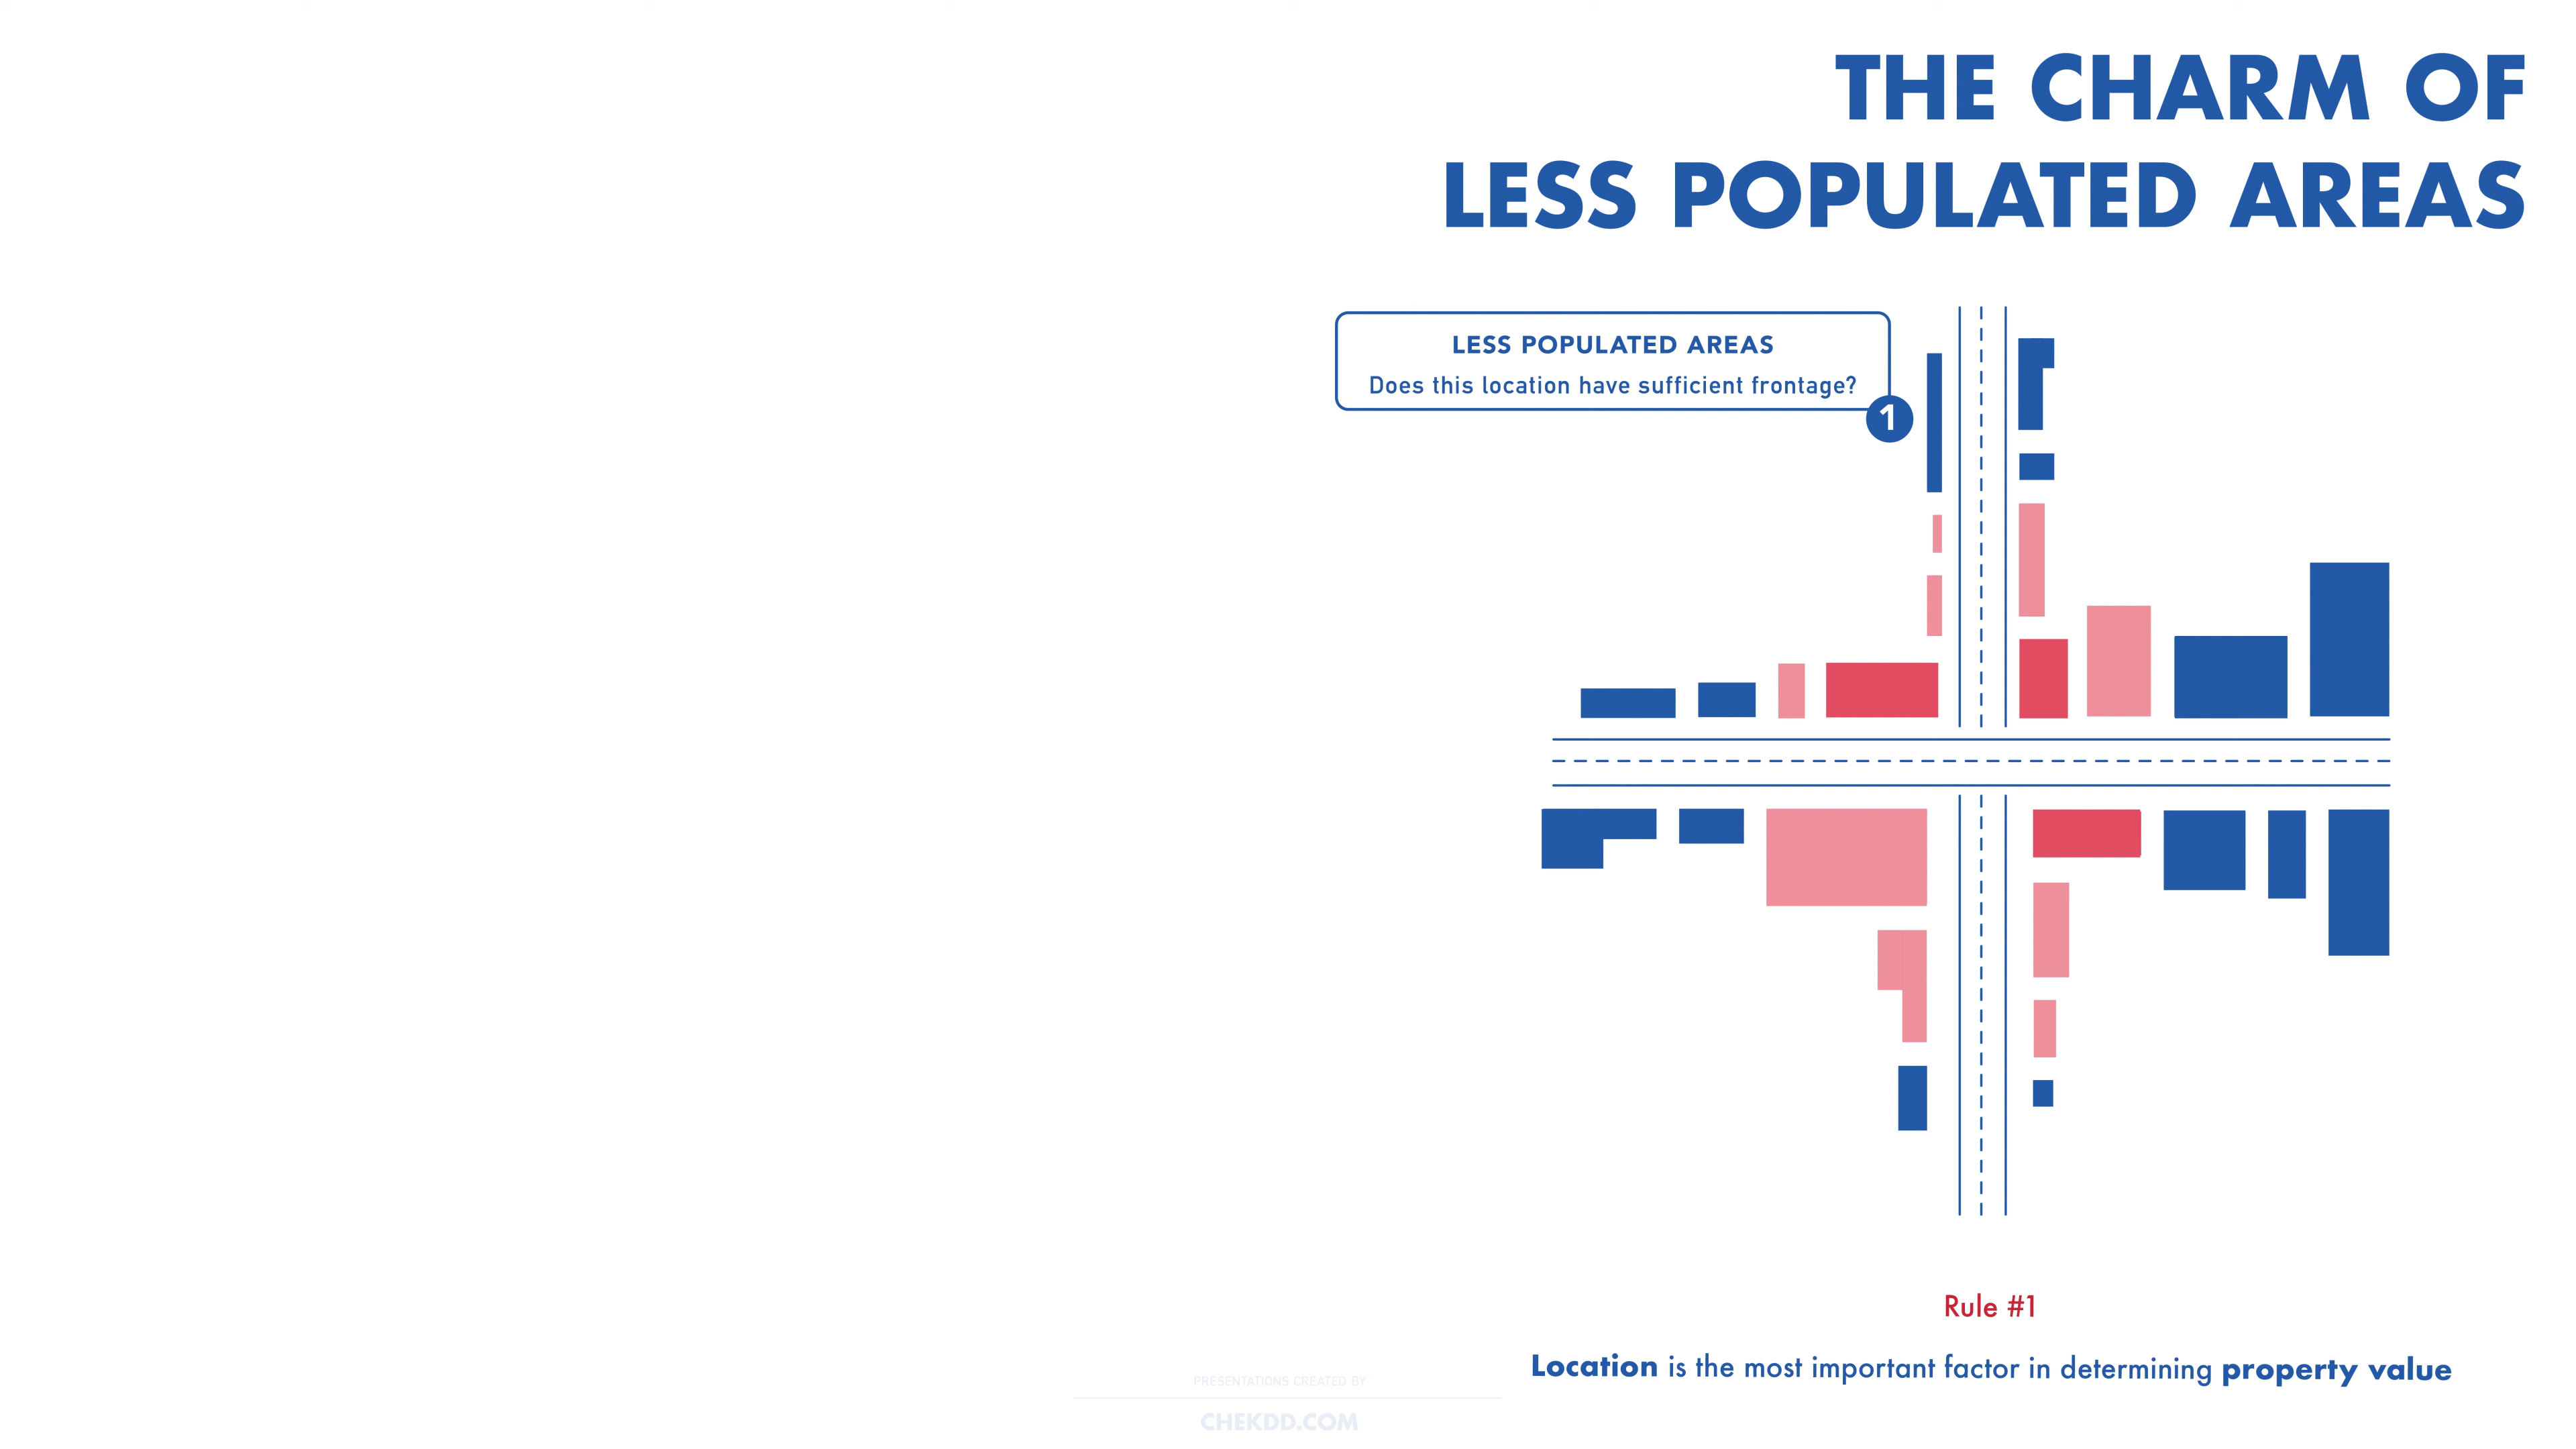 THE CHARM OF
LESS POPULATED AREAS
LESS POPULATED AREAS
Does this location have sufficient frontage?
1
Rule #1
Location is the most important factor in determining property value
PRESENTATIONS CREATED BY
CHEKDD.COM